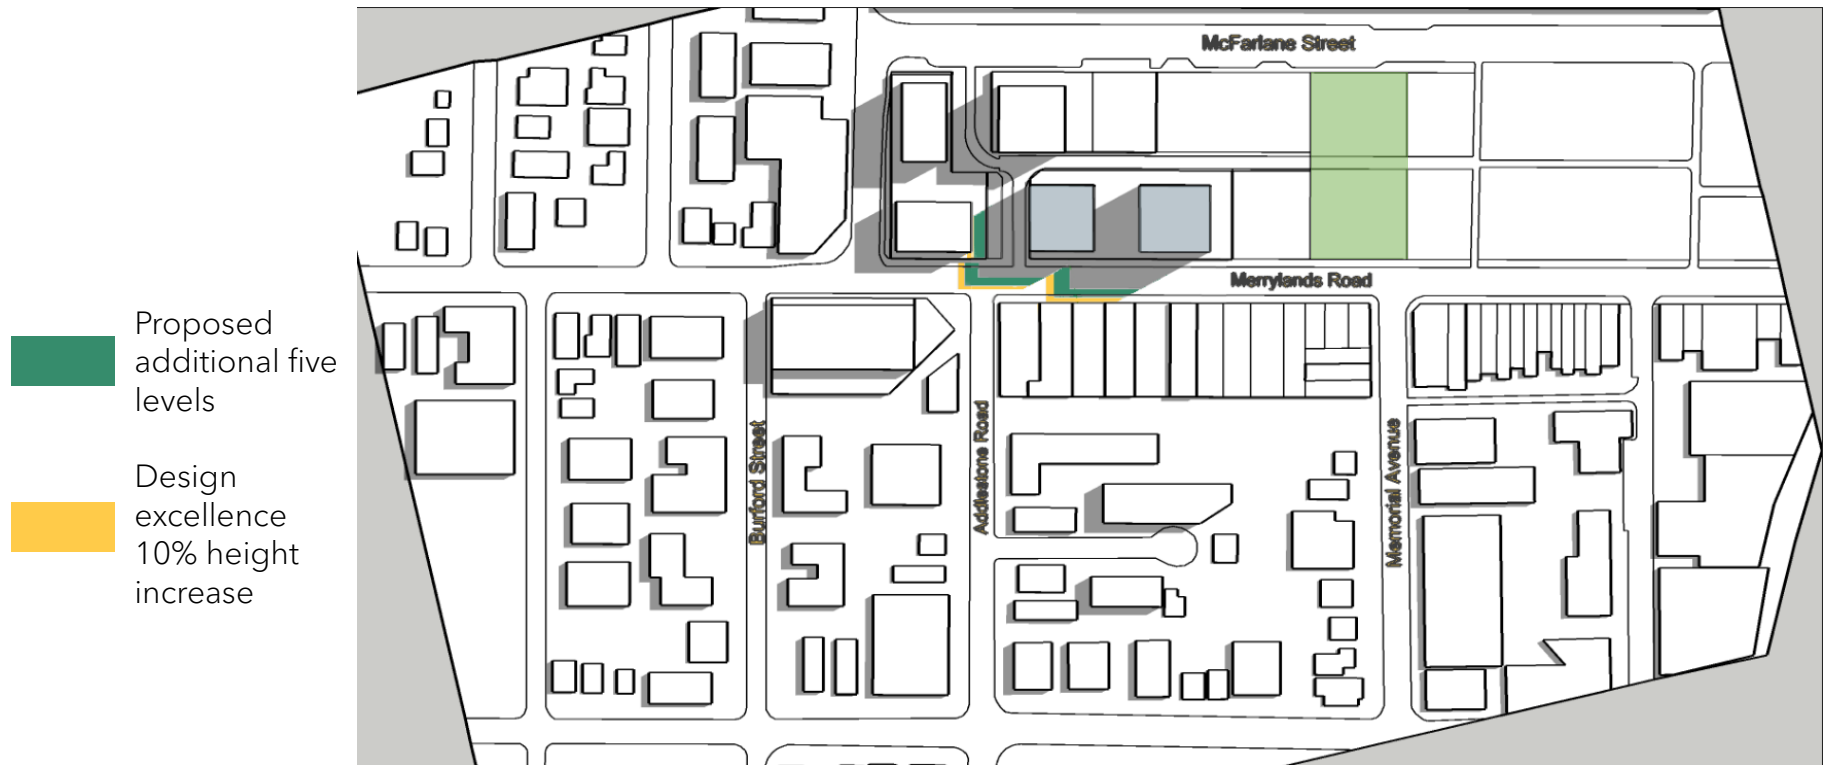 McFarlane Street
Merrylands Road
Proposed
additional five
levels
Design
excellence
10% height
increase
Burford Street
Addlestone Road
Memorial Avenue